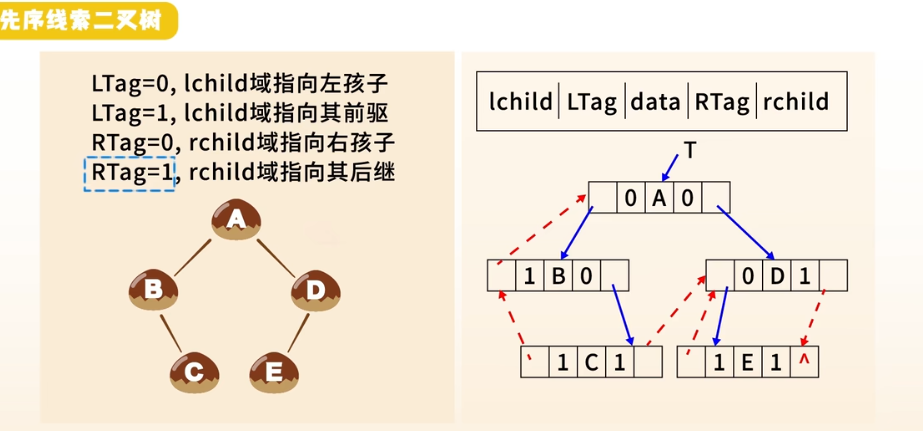 先序线索二叉树
LTag=0, lchild域指向左孩子
LTag=1, lchild域指向其前驱
RTag=0, rchild域指向右孩子
RTag=1, rchild域指向其后继
A
B
D
C
E
lchild LTag data RTag rchild
T
0 A 0
1 B 0
0 D 1
1 C 1
1 E 1 ^